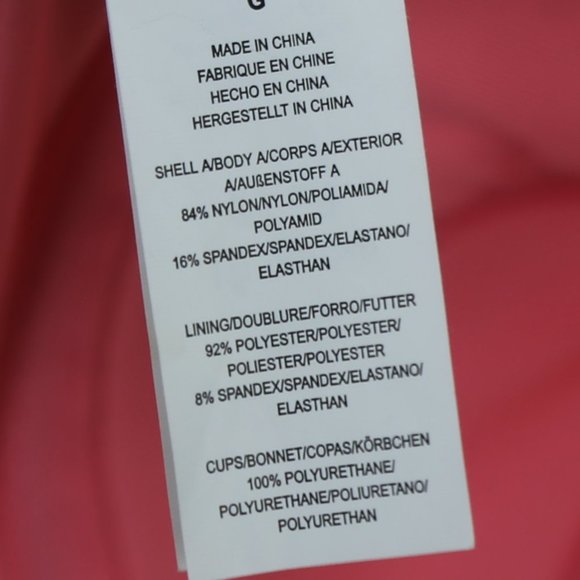 G
MADE IN CHINA
FABRIQUE EN CHINE
HECHO EN CHINA
HERGESTELLT IN CHINA
SHELL A/BODY A/CORPS A/EXTERIOR
A/AUßENSTOFF A
84% NYLON/NYLON/POLIAMIDA/
POLYAMID
16% SPANDEX/SPANDEX/ELASTANO/
ELASTHAN
LINING/DOUBLURE/FORRO/FUTTER
92% POLYESTER/POLYESTER/
POLIESTER/POLYESTER
8% SPANDEX/SPANDEX/ELASTANO/
ELASTHAN
CUPS/BONNET/COPAS/KÖRBCHEN
100% POLYURETHANE/
POLYURETHANE/POLIURETANO/
POLYURETHAN